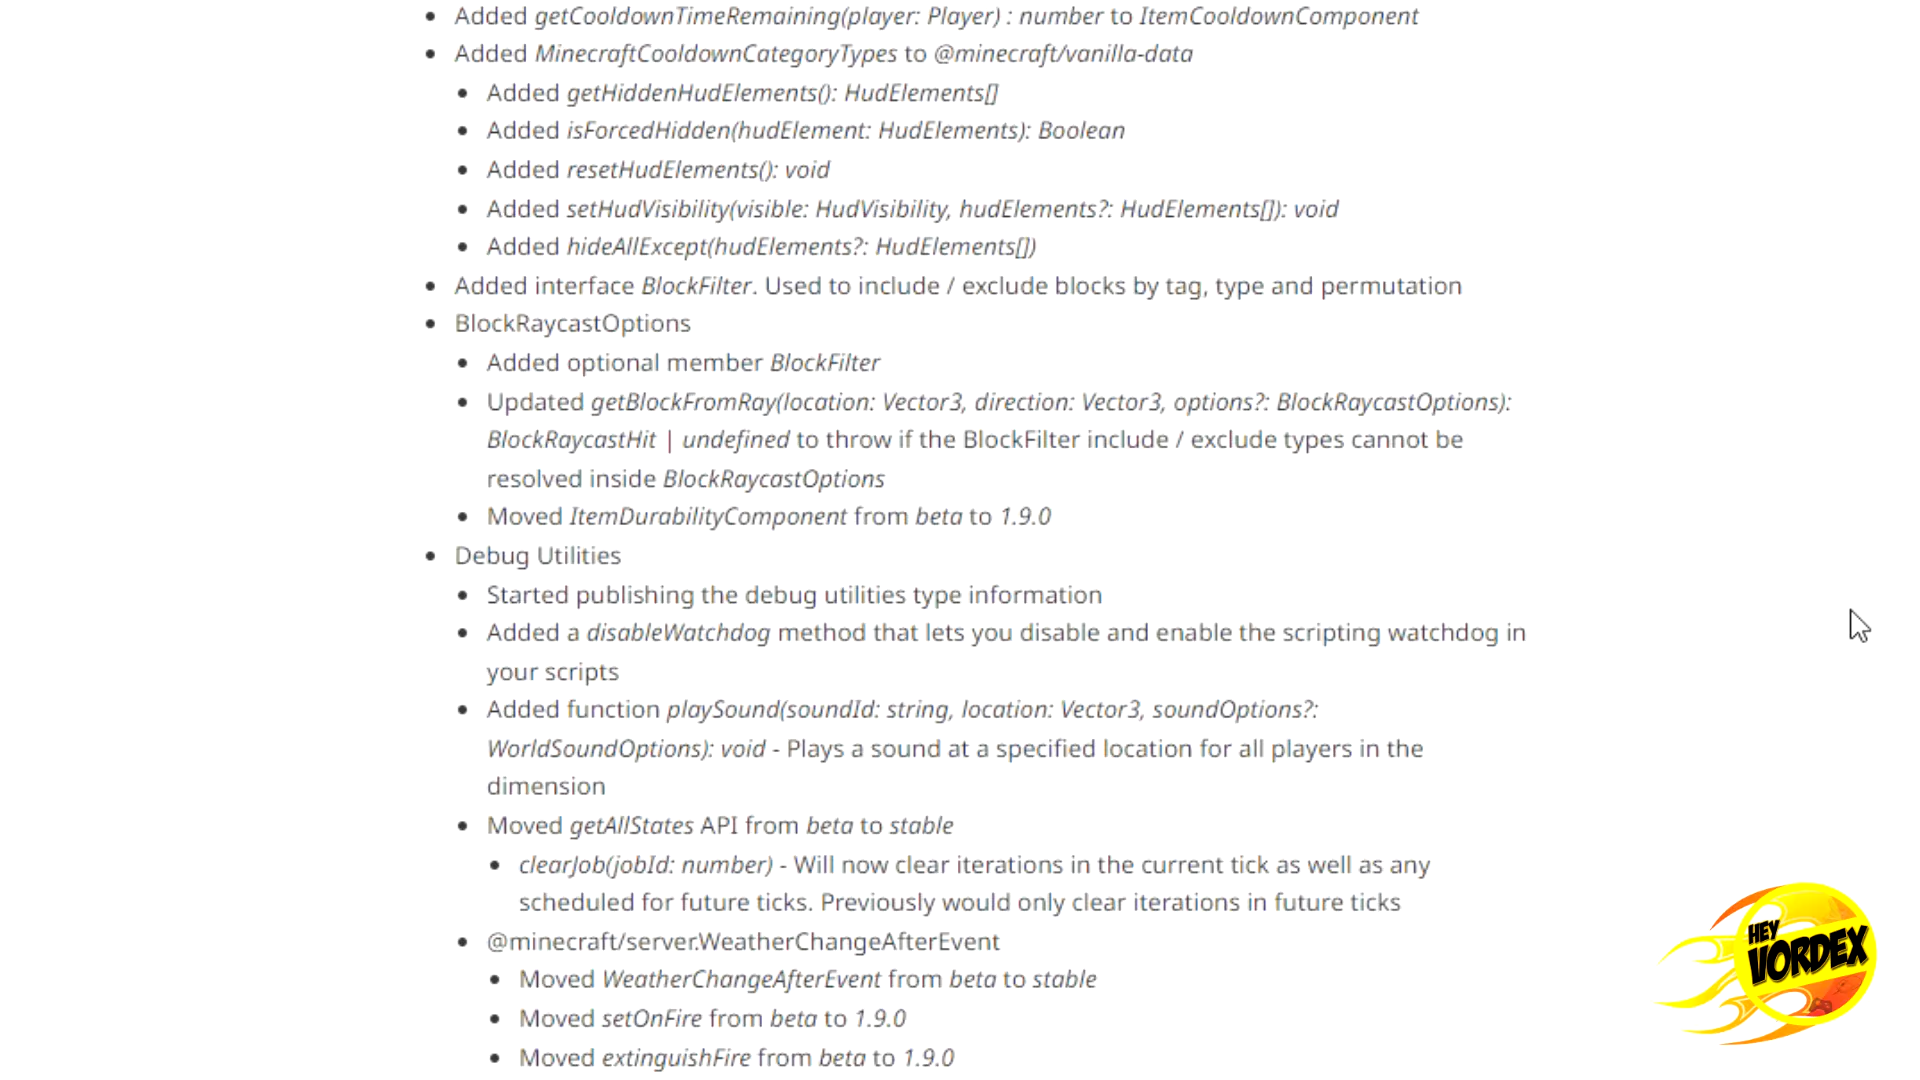 • Added getCooldownTimeRemaining(player: Player) : number to ItemCooldownComponent
• Added MinecraftCooldownCategoryTypes to @minecraft/vanilla-data
• Added getHiddenHudElements(): HudElements[]
• Added isForcedHidden(hudElement: HudElements): Boolean
• Added resetHudElements(): void
• Added setHudVisibility(visible: HudVisibility, hudElements?: HudElements[]): void
• Added hideAllExcept(hudElements?: HudElements[])
• Added interface BlockFilter. Used to include / exclude blocks by tag, type and permutation
• BlockRaycastOptions
• Added optional member BlockFilter
• Updated getBlockFromRay(location: Vector3, direction: Vector3, options?: BlockRaycastOptions):
BlockRaycastHit | undefined to throw if the BlockFilter include / exclude types cannot be
resolved inside BlockRaycastOptions
• Moved ItemDurabilityComponent from beta to 1.9.0
• Debug Utilities
• Started publishing the debug utilities type information
• Added a disableWatchdog method that lets you disable and enable the scripting watchdog in
your scripts
• Added function playSound(soundId: string, location: Vector3, soundOptions?:
WorldSoundOptions): void - Plays a sound at a specified location for all players in the
dimension
• Moved getAllStates API from beta to stable
• clearJob(jobId: number) - Will now clear iterations in the current tick as well as any
scheduled for future ticks. Previously would only clear iterations in future ticks
• @minecraft/server.WeatherChangeAfterEvent
• Moved WeatherChangeAfterEvent from beta to stable
• Moved setOnFire from beta to 1.9.0
• Moved extinguishFire from beta to 1.9.0
HEY
VORDEX